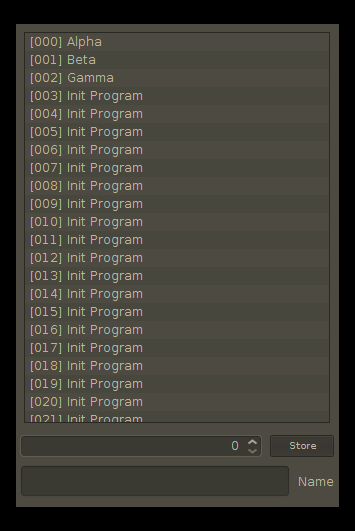 [000] Alpha
[001] Beta
[002] Gamma
[003] Init Program
[004] Init Program
[005] Init Program
[006] Init Program
[007] Init Program
[008] Init Program
[009] Init Program
[010] Init Program
[011] Init Program
[012] Init Program
[013] Init Program
[014] Init Program
[015] Init Program
[016] Init Program
[017] Init Program
[018] Init Program
[019] Init Program
[020] Init Program
[021] Init Program
0 Store
Name